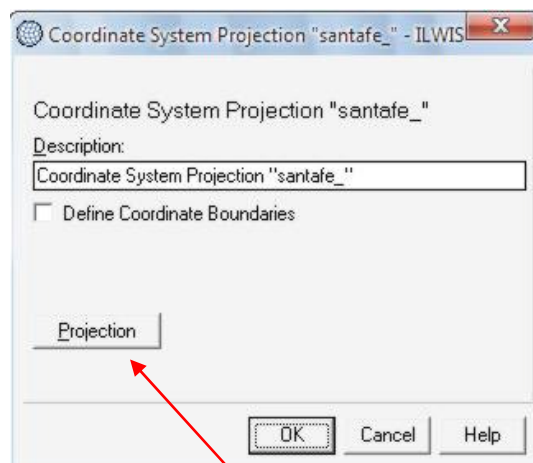 Coordinate System Projection "santafe_" - ILWIS
Coordinate System Projection "santafe_"
Description:
Coordinate System Projection "santafe_"
Define Coordinate Boundaries
Projection
OK Cancel Help